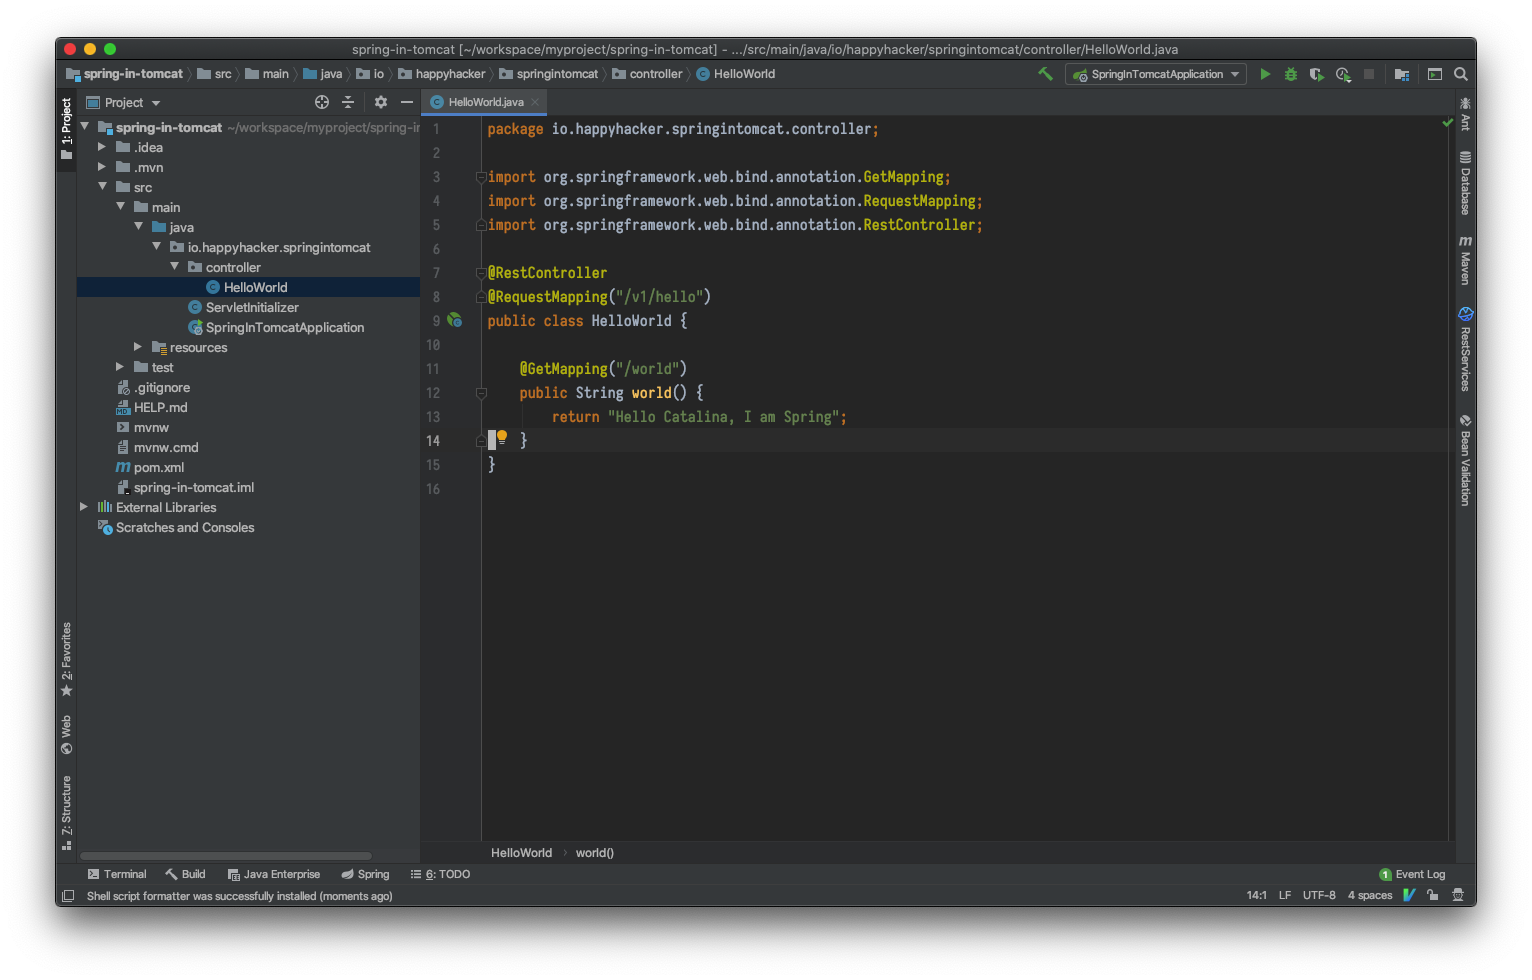 spring-in-tomcat [~/workspace/myproject/spring-in-tomcat] - .../src/main/java/io/happyhacker/springintomcat/controller/HelloWorld.java
spring-in-tomcat src main java io happyhacker springintomcat controller HelloWorld
SpringInTomcatApplication
1: Project
2: Favorites
Web
Z: Structure
Project
spring-in-tomcat ~/workspace/myproject/spring-in
.idea
.mvn
src
main
java
io.happyhacker.springintomcat
controller
HelloWorld
ServletInitializer
SpringInTomcatApplication
resources
test
.gitignore
HELP.md
mvnw
mvnw.cmd
pom.xml
spring-in-tomcat.iml
External Libraries
Scratches and Consoles
HelloWorld.java
1 package io.happyhacker.springintomcat.controller;
2
3 import org.springframework.web.bind.annotation.GetMapping;
4 import org.springframework.web.bind.annotation.RequestMapping;
5 import org.springframework.web.bind.annotation.RestController;
6
7 @RestController
8 @RequestMapping("/v1/hello")
9 public class HelloWorld {
10
11 @GetMapping("/world")
12 public String world() {
13 return "Hello Catalina, I am Spring";
14 }
15 }
16
HelloWorld world()
Ant
Database
Maven
RestServices
Bean Validation
Terminal Build Java Enterprise Spring 6: TODO
1 Event Log
Shell script formatter was successfully installed (moments ago)
14:1 LF UTF-8 4 spaces